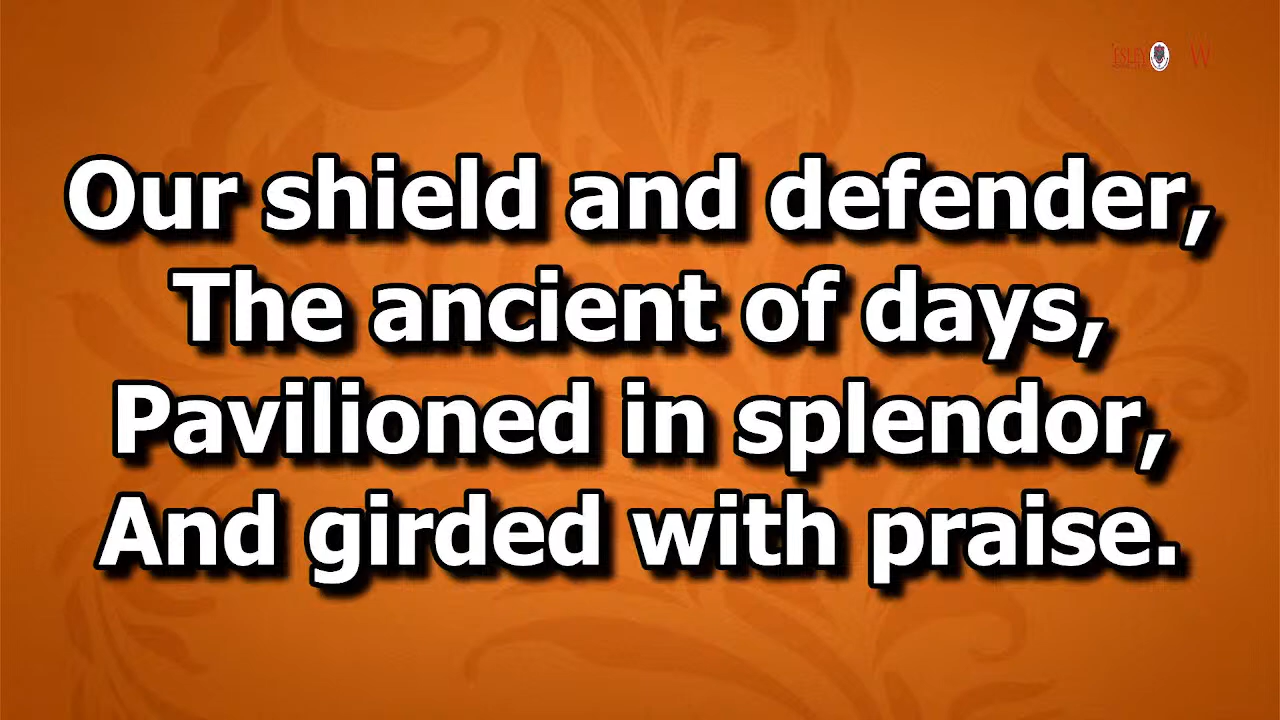 Our shield and defender,
The ancient of days,
Pavilioned in splendor,
And girded with praise.